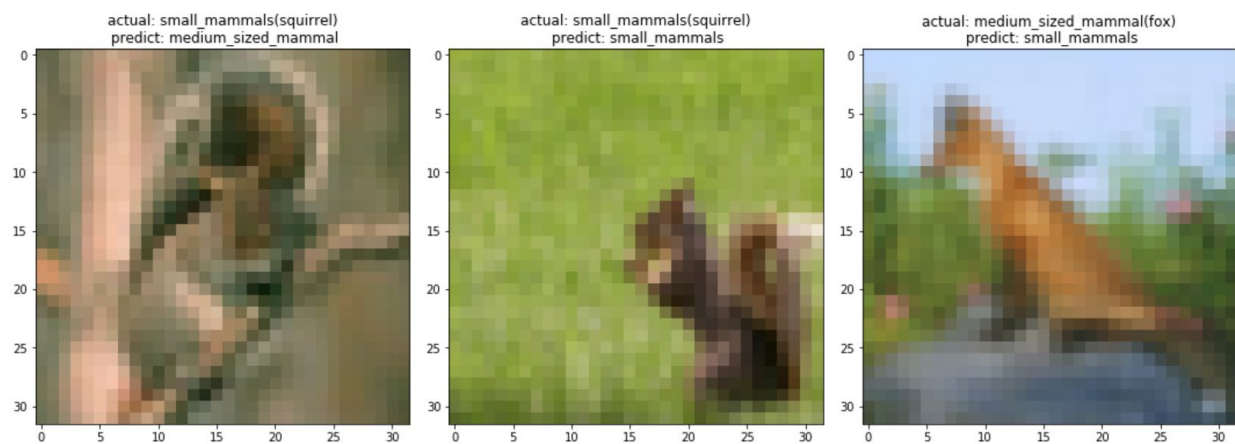 actual: small_mammals(squirrel)
predict: medium_sized_mammal
0
5
10
15
20
25
30
0 5 10 15 20 25 30
actual: small_mammals(squirrel)
predict: small_mammals
0
5
10
15
20
25
30
0 5 10 15 20 25 30
actual: medium_sized_mammal(fox)
predict: small_mammals
0
5
10
15
20
25
30
0 5 10 15 20 25 30